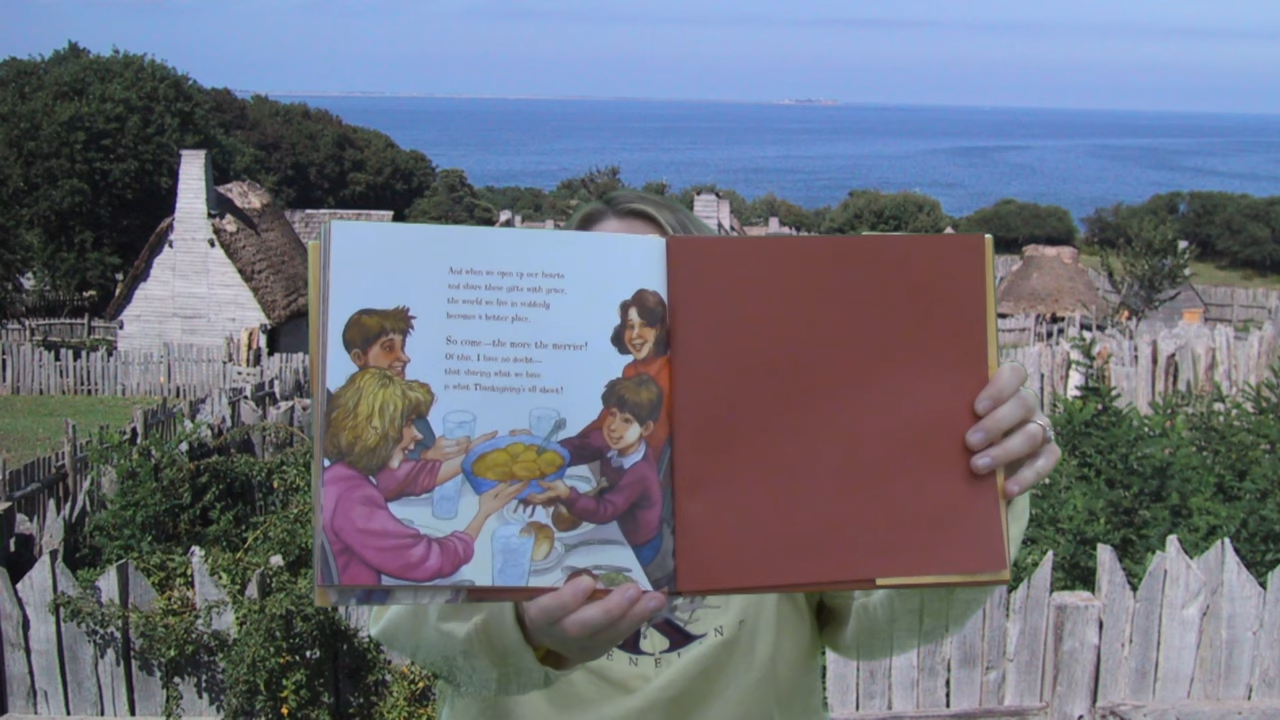 And when we open up our hearts
and share these gifts with grace,
the world we live in suddenly
becomes a better place.
So come—the more the merrier!
Of this, I have no doubt—
that sharing what we have
is what Thanksgiving's all about!